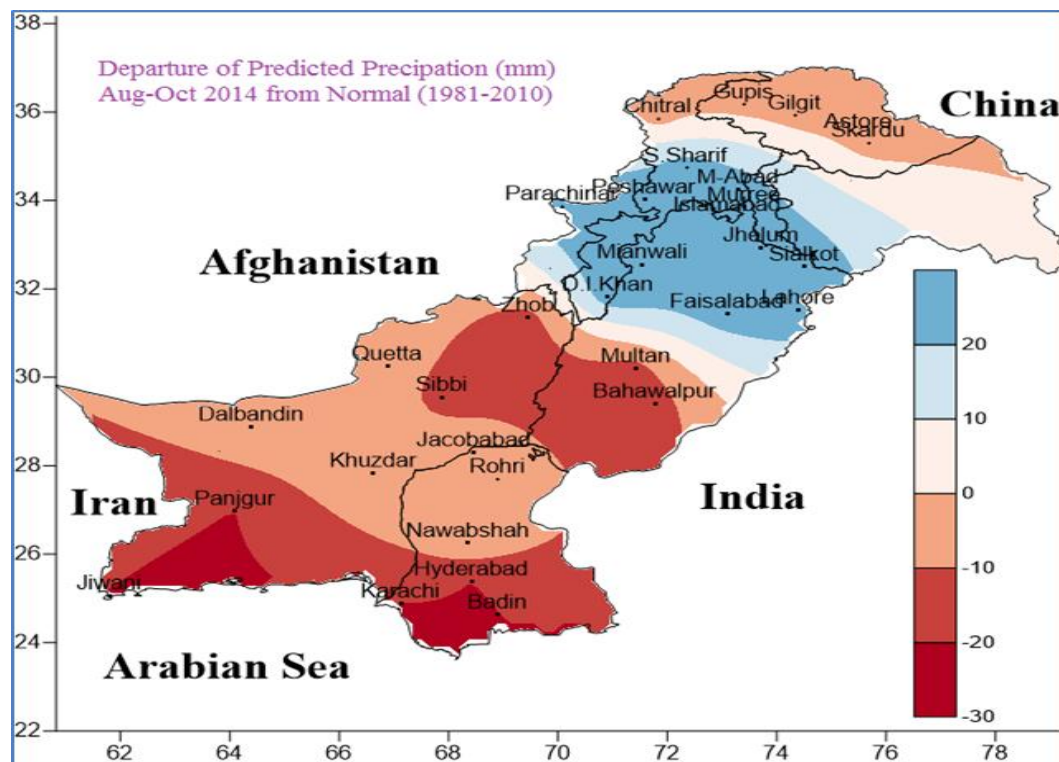 38
36
34
32
30
28
26
24
22
Departure of Predicted Precipation (mm)
Aug-Oct 2014 from Normal (1981-2010)
China
Chitral
Gupis
Gilgit
Astore
Skardu
S.Sharif
M-Abad
Parachinar
Peshawar
Murree
Islamabad
Jhelum
Sialkot
Afghanistan
Mianwali
D.I.Khan
Faisalabad
Lahore
Zhob
Quetta
Multan
Sibbi
Bahawalpur
Dalbandin
Jacobabad
Khuzdar
Rohri
Iran
Panjgur
India
Nawabshah
Hyderabad
Jiwani
Karachi
Badin
Arabian Sea
20
10
0
-10
-20
-30
62 64 66 68 70 72 74 76 78